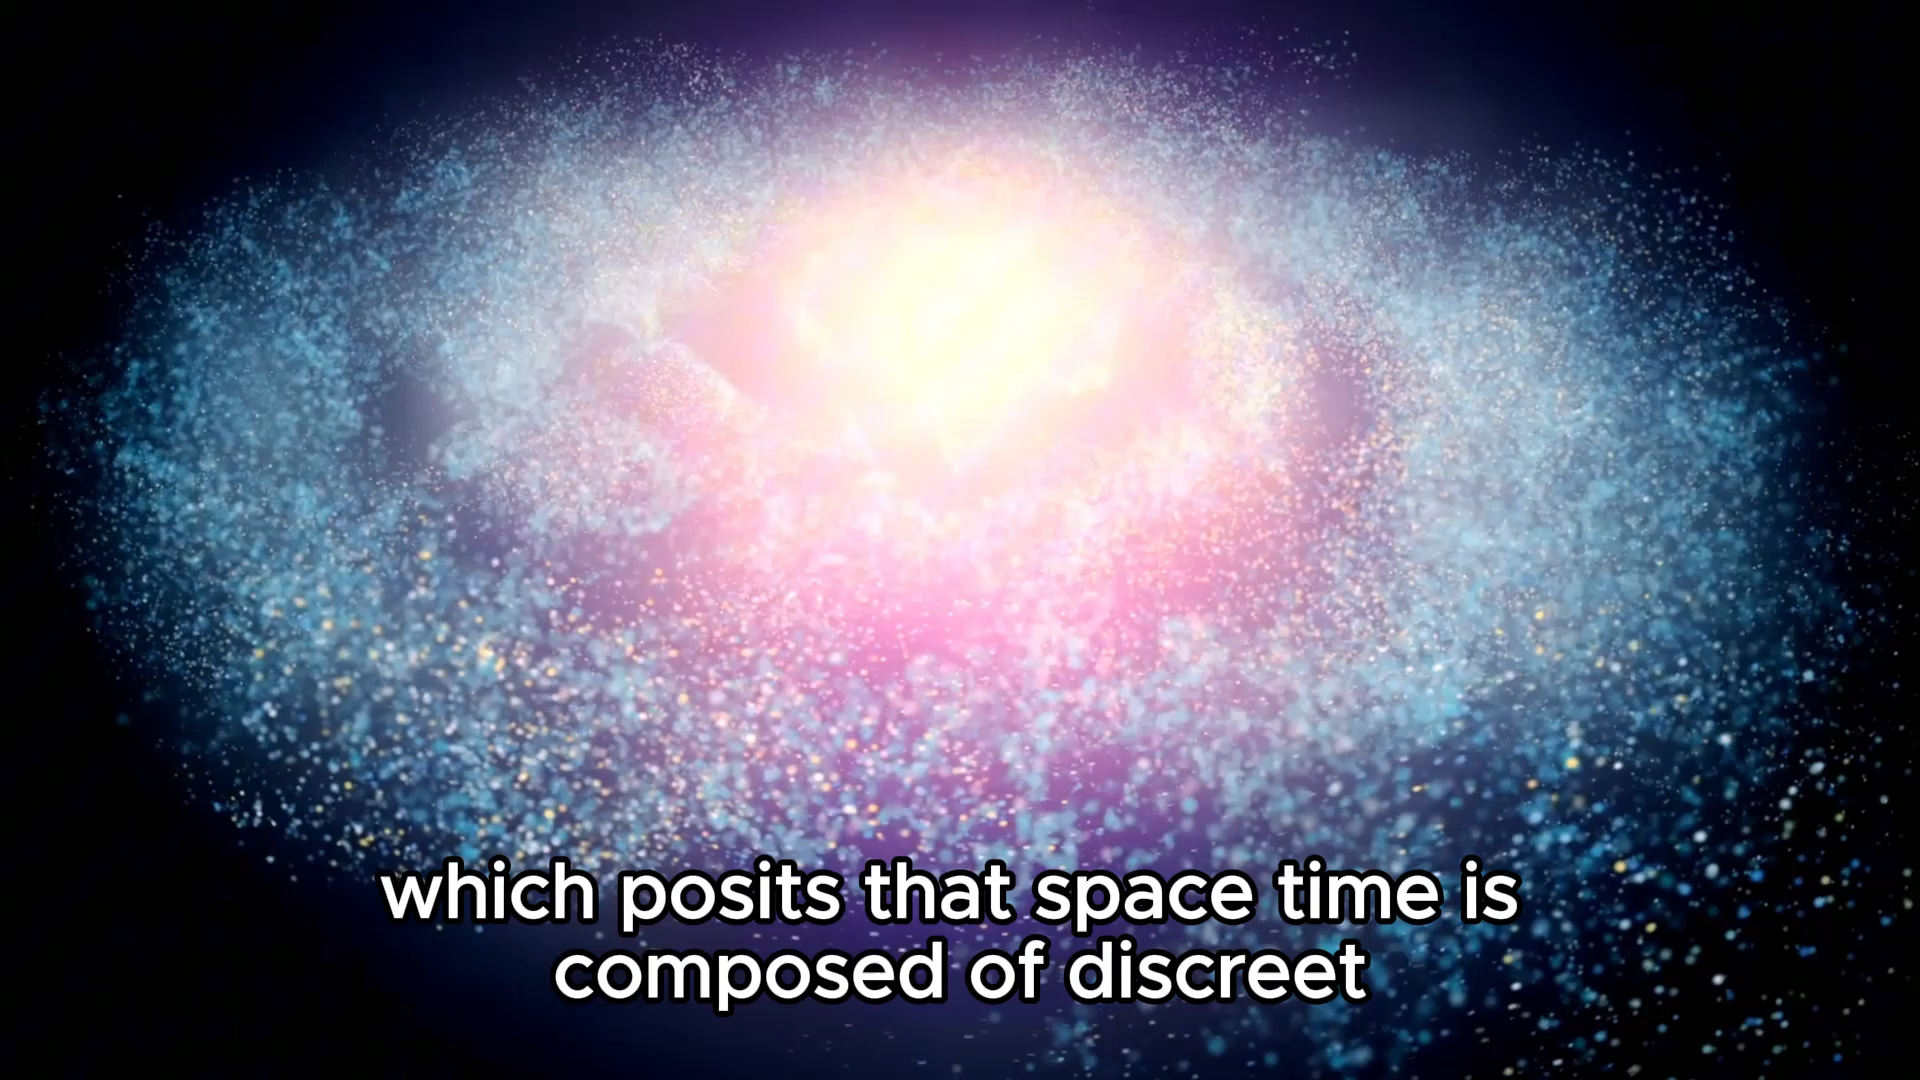 which posits that space time is
composed of discreet